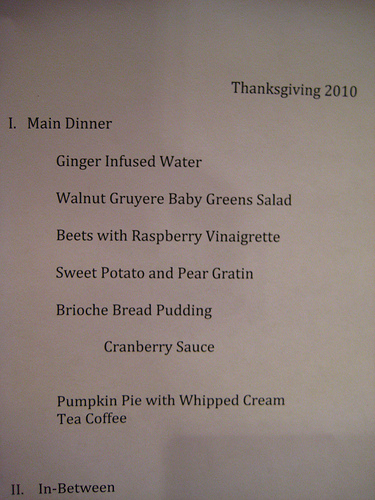 Thanksgiving 2010
I. Main Dinner
Ginger Infused Water
Walnut Gruyere Baby Greens Salad
Beets with Raspberry Vinaigrette
Sweet Potato and Pear Gratin
Brioche Bread Pudding
Cranberry Sauce
Pumpkin Pie with Whipped Cream
Tea Coffee
II. In-Between